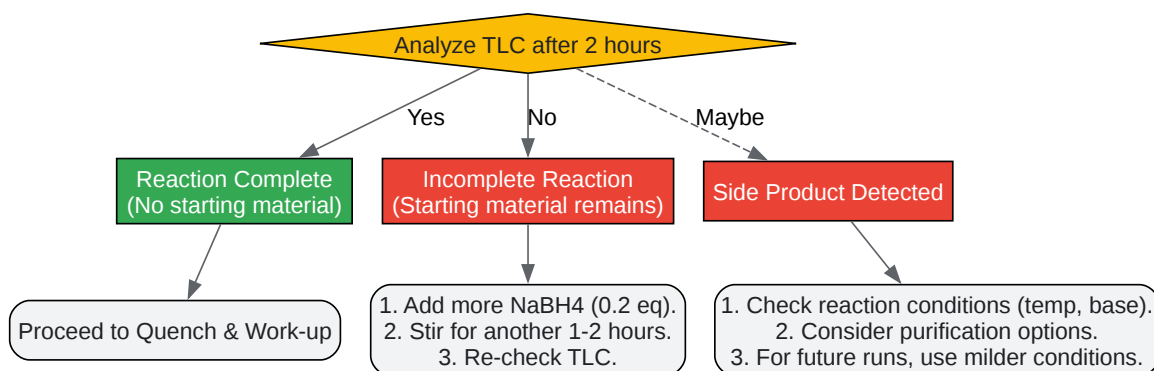 Analyze TLC after 2 hours
Yes
No
Maybe
Reaction Complete
(No starting material)
Incomplete Reaction
(Starting material remains)
Side Product Detected
Proceed to Quench & Work-up
1. Add more NaBH4 (0.2 eq).
2. Stir for another 1-2 hours.
3. Re-check TLC.
1. Check reaction conditions (temp, base).
2. Consider purification options.
3. For future runs, use milder conditions.